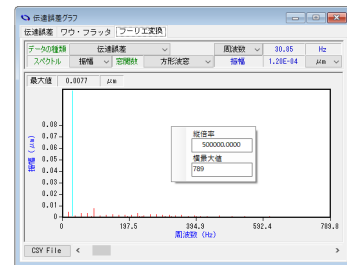 伝達誤差グラフ
伝達誤差 ワウ・フラッタ フーリエ変換
データの種類 伝達誤差 周波数 30.85 Hz
スペクトル 振幅 窓関数 方形波窓 振幅 1.20E-04 μm
最大値 0.0077 μm
縦倍率
500000.0000
横最大値
789
振幅 (μm)
0.08
0.07
0.06
0.05
0.04
0.03
0.02
0.01
0
0 197.5 394.9 592.4 789.8
周波数 (Hz)
CSV File